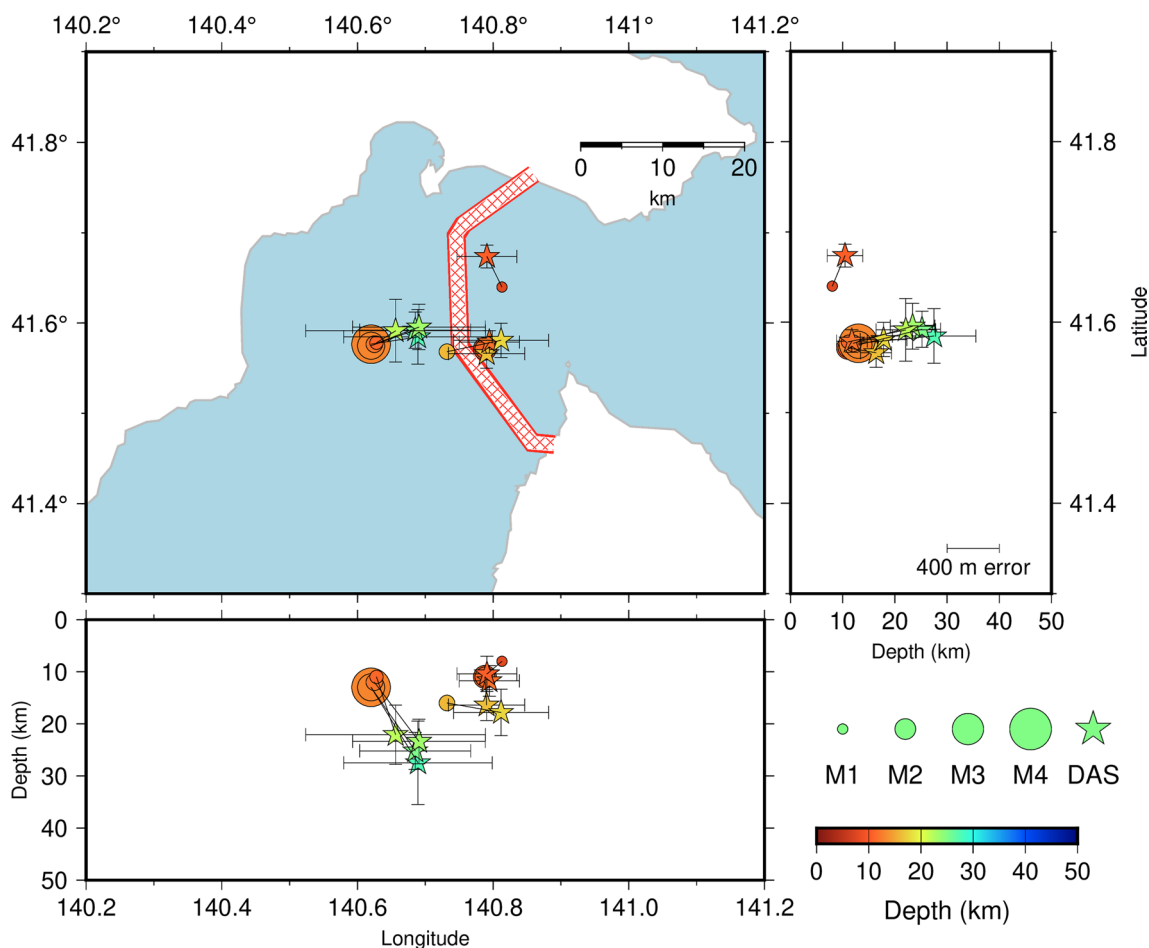 140.2° 140.4° 140.6° 140.8° 141° 141.2°
41.8° 41.8
0 10 20
km
41.6° 41.6
Latitude
41.4° 41.4
400 m error
0 10 20 30 40 50
Depth (km)
0
10
20
30
40
50
Depth (km)
140.2 140.4 140.6 140.8 141.0 141.2
Longitude
M1 M2 M3 M4 DAS
0 10 20 30 40 50
Depth (km)